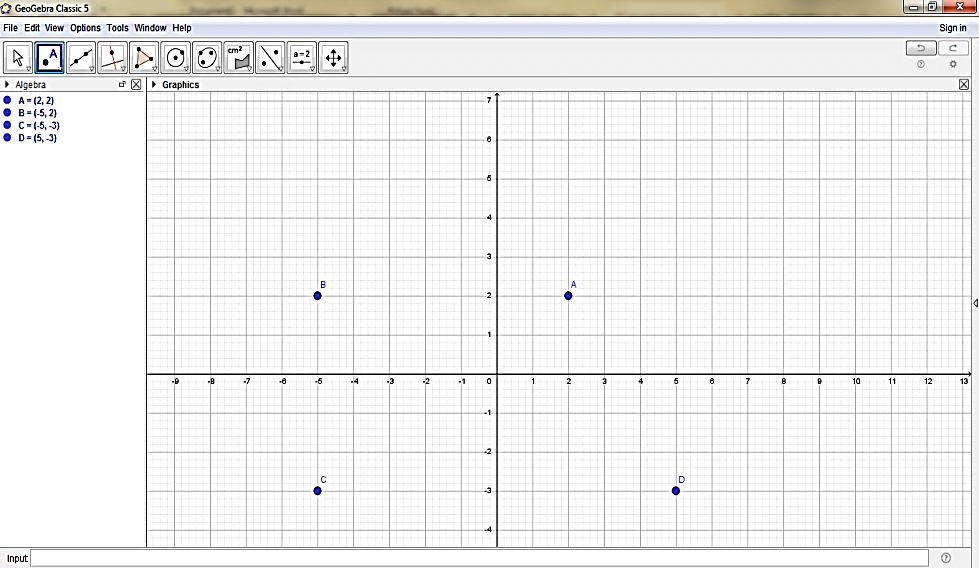 GeoGebra Classic 5
File Edit View Options Tools Window Help Sign in
A cm² a=2
Algebra
Graphics
A = (2, 2)
B = (-5, 2)
C = (-5, -3)
D = (5, -3)
7
6
5
4
3
B A
2
1
-9 -8 -7 -6 -5 -4 -3 -2 -1 0 1 2 3 4 5 6 7 8 9 10 11 12 13
-1
-2
C D
-3
-4
Input: